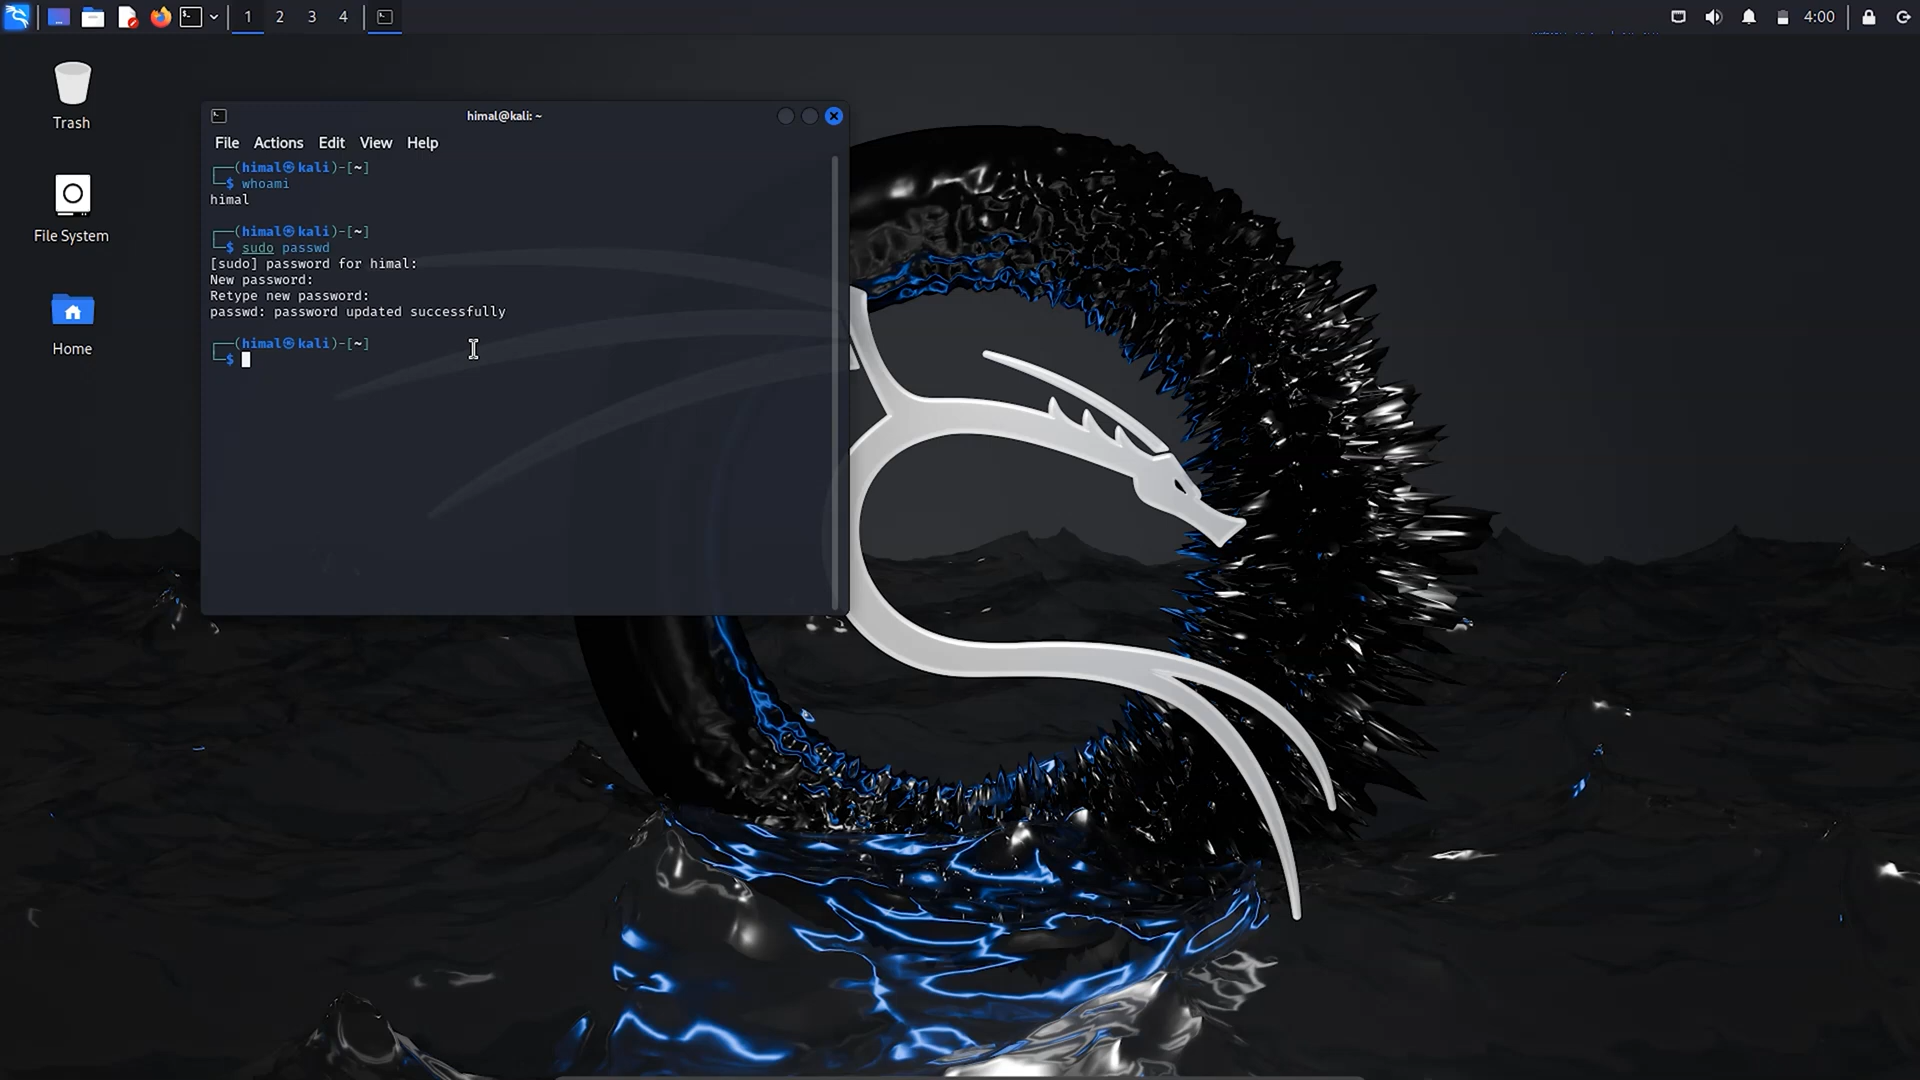 1 2 3 4
4:00
Trash
File System
Home
himal@kali: ~
File Actions Edit View Help
┌──(himal㉿kali)-[~]
└─$ whoami
himal
┌──(himal㉿kali)-[~]
└─$ sudo passwd
[sudo] password for himal:
New password:
Retype new password:
passwd: password updated successfully
┌──(himal㉿kali)-[~]
└─$